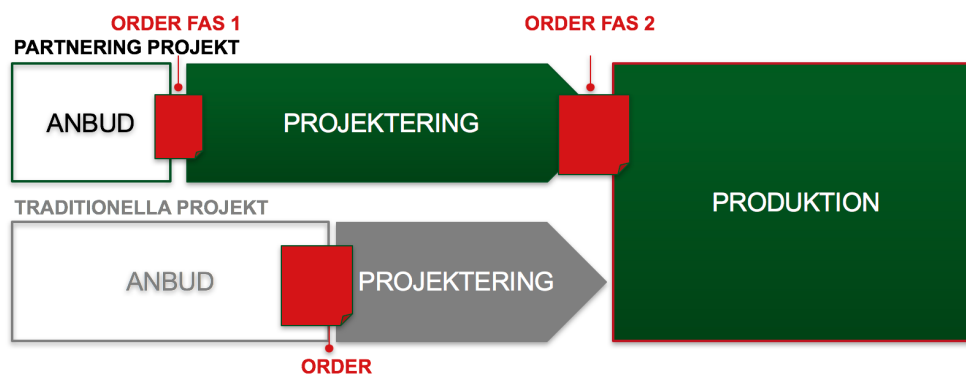 ORDER FAS 1
ORDER FAS 2
PARTNERING PROJEKT
ANBUD
PROJEKTERING
PRODUKTION
TRADITIONELLA PROJEKT
ANBUD
PROJEKTERING
ORDER